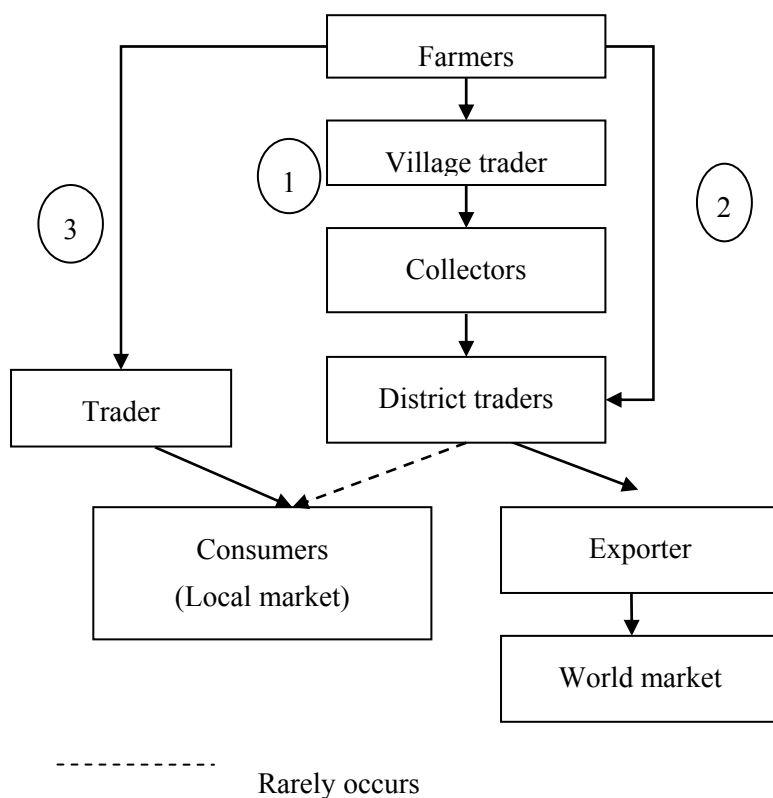 Farmers
Village trader
1
2
3
Collectors
District traders
Trader
Consumers
(Local market)
Exporter
World market
Rarely occurs